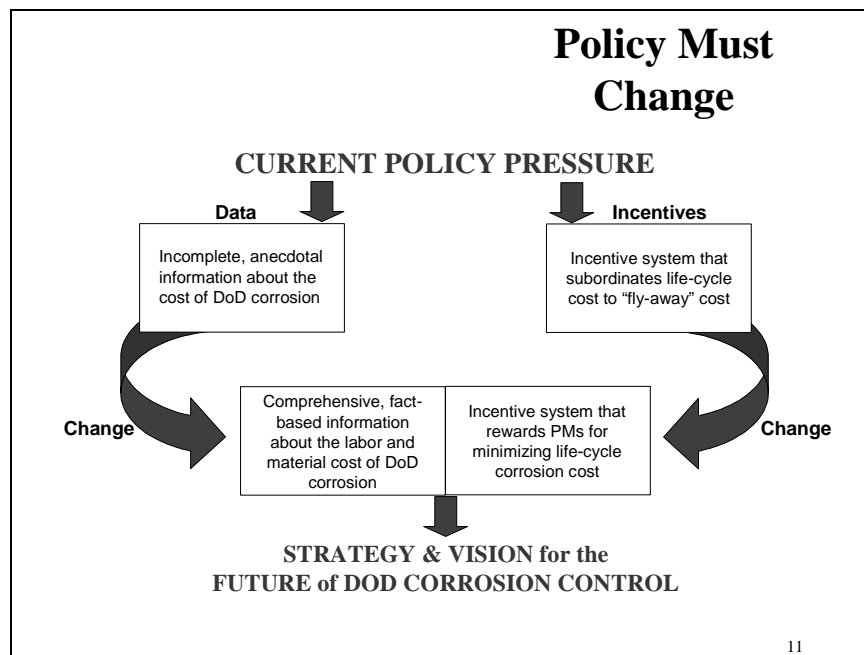 Policy Must
Change
CURRENT POLICY PRESSURE
Data
Incentives
Incomplete, anecdotal
information about the
cost of DoD corrosion
Incentive system that
subordinates life-cycle
cost to “fly-away” cost
Change
Comprehensive, fact-
based information
about the labor and
material cost of DoD
corrosion
Incentive system that
rewards PMs for
minimizing life-cycle
corrosion cost
Change
STRATEGY & VISION for the
FUTURE of DOD CORROSION CONTROL
11